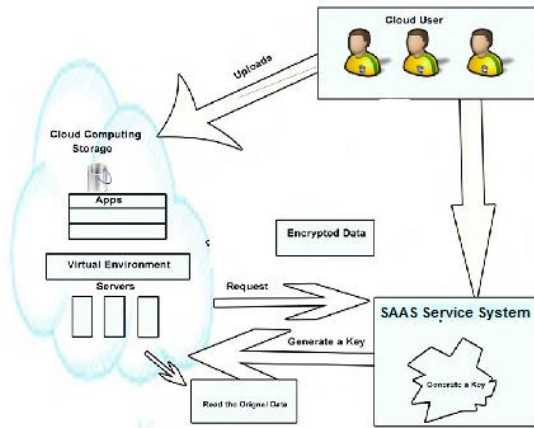 Cloud User
Uploads
Cloud Computing
Storage
Apps
Encrypted Data
Virtual Environment
Servers
Request
SAAS Service System
Generate a Key
Generate a Key
Read the Orignel Data